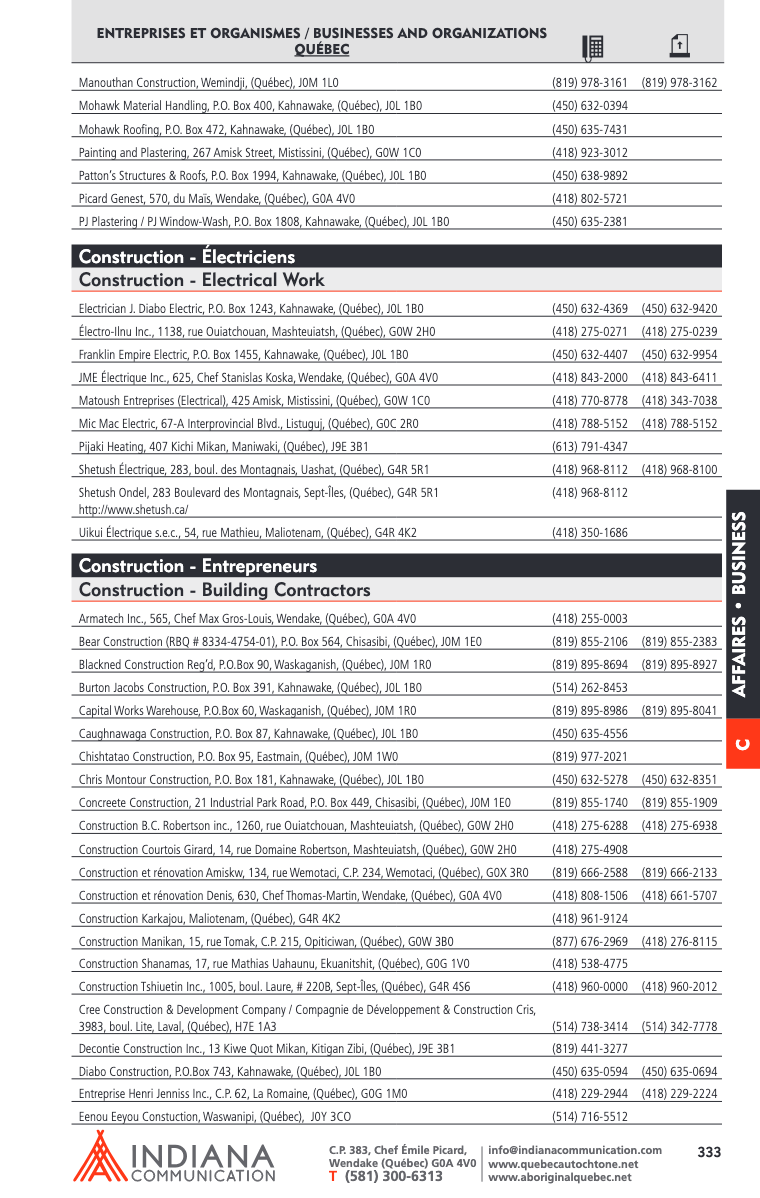 ENTREPRISES ET ORGANISMES / BUSINESSES AND ORGANIZATIONS
QUÉBEC
Manouthan Construction, Wemindji, (Québec), J0M 1L0 (819) 978-3161 (819) 978-3162
Mohawk Material Handling, P.O. Box 400, Kahnawake, (Québec), J0L 1B0 (450) 632-0394
Mohawk Roofing, P.O. Box 472, Kahnawake, (Québec), J0L 1B0 (450) 635-7431
Painting and Plastering, 267 Amisk Street, Mistissini, (Québec), G0W 1C0 (418) 923-3012
Patton's Structures & Roofs, P.O. Box 1994, Kahnawake, (Québec), J0L 1B0 (450) 638-9892
Picard Genest, 570, du Maïs, Wendake, (Québec), G0A 4V0 (418) 802-5721
PJ Plastering / PJ Window-Wash, P.O. Box 1808, Kahnawake, (Québec), J0L 1B0 (450) 635-2381
Construction - Électriciens
Construction - Electrical Work
Electrician J. Diabo Electric, P.O. Box 1243, Kahnawake, (Québec), J0L 1B0 (450) 632-4369 (450) 632-9420
Électro-Ilnu Inc., 1138, rue Ouiatchouan, Mashteuiatsh, (Québec), G0W 2H0 (418) 275-0271 (418) 275-0239
Franklin Empire Electric, P.O. Box 1455, Kahnawake, (Québec), J0L 1B0 (450) 632-4407 (450) 632-9954
JME Électrique Inc., 625, Chef Stanislas Koska, Wendake, (Québec), G0A 4V0 (418) 843-2000 (418) 843-6411
Matoush Entreprises (Electrical), 425 Amisk, Mistissini, (Québec), G0W 1C0 (418) 770-8778 (418) 343-7038
Mic Mac Electric, 67-A Interprovincial Blvd., Listuguj, (Québec), G0C 2R0 (418) 788-5152 (418) 788-5152
Pijaki Heating, 407 Kichi Mikan, Maniwaki, (Québec), J9E 3B1 (613) 791-4347
Shetush Électrique, 283, boul. des Montagnais, Uashat, (Québec), G4R 5R1 (418) 968-8112 (418) 968-8100
Shetush Ondel, 283 Boulevard des Montagnais, Sept-Îles, (Québec), G4R 5R1 (418) 968-8112
http://www.shetush.ca/
Uikui Électrique s.e.c., 54, rue Mathieu, Maliotenam, (Québec), G4R 4K2 (418) 350-1686
Construction - Entrepreneurs
Construction - Building Contractors
Armatech Inc., 565, Chef Max Gros-Louis, Wendake, (Québec), G0A 4V0 (418) 255-0003
Bear Construction (RBQ # 8334-4754-01), P.O. Box 564, Chisasibi, (Québec), J0M 1E0 (819) 855-2106 (819) 855-2383
Blackned Construction Reg'd, P.O.Box 90, Waskaganish, (Québec), J0M 1R0 (819) 895-8694 (819) 895-8927
Burton Jacobs Construction, P.O. Box 391, Kahnawake, (Québec), J0L 1B0 (514) 262-8453
Capital Works Warehouse, P.O.Box 60, Waskaganish, (Québec), J0M 1R0 (819) 895-8986 (819) 895-8041
Caughnawaga Construction, P.O. Box 87, Kahnawake, (Québec), J0L 1B0 (450) 635-4556
Chishtatao Construction, P.O. Box 95, Eastmain, (Québec), J0M 1W0 (819) 977-2021
Chris Montour Construction, P.O. Box 181, Kahnawake, (Québec), J0L 1B0 (450) 632-5278 (450) 632-8351
Concreete Construction, 21 Industrial Park Road, P.O. Box 449, Chisasibi, (Québec), J0M 1E0 (819) 855-1740 (819) 855-1909
Construction B.C. Robertson inc., 1260, rue Ouiatchouan, Mashteuiatsh, (Québec), G0W 2H0 (418) 275-6288 (418) 275-6938
Construction Courtois Girard, 14, rue Domaine Robertson, Mashteuiatsh, (Québec), G0W 2H0 (418) 275-4908
Construction et rénovation Amiskw, 134, rue Wemotaci, C.P. 234, Wemotaci, (Québec), G0X 3R0 (819) 666-2588 (819) 666-2133
Construction et rénovation Denis, 630, Chef Thomas-Martin, Wendake, (Québec), G0A 4V0 (418) 808-1506 (418) 661-5707
Construction Karkajou, Maliotenam, (Québec), G4R 4K2 (418) 961-9124
Construction Manikan, 15, rue Tomak, C.P. 215, Opiticiwan, (Québec), G0W 3B0 (877) 676-2969 (418) 276-8115
Construction Shanamas, 17, rue Mathias Uahaunu, Ekuanitshit, (Québec), G0G 1V0 (418) 538-4775
Construction Tshiuetin Inc., 1005, boul. Laure, # 220B, Sept-Îles, (Québec), G4R 4S6 (418) 960-0000 (418) 960-2012
Cree Construction & Development Company / Compagnie de Développement & Construction Cris,
3983, boul. Lite, Laval, (Québec), H7E 1A3 (514) 738-3414 (514) 342-7778
Decontie Construction Inc., 13 Kiwe Quot Mikan, Kitigan Zibi, (Québec), J9E 3B1 (819) 441-3277
Diabo Construction, P.O.Box 743, Kahnawake, (Québec), J0L 1B0 (450) 635-0594 (450) 635-0694
Entreprise Henri Jenniss Inc., C.P. 62, La Romaine, (Québec), G0G 1M0 (418) 229-2944 (418) 229-2224
Eenou Eeyou Constuction, Waswanipi, (Québec), J0Y 3CO (514) 716-5512
AFFAIRES • BUSINESS
C
INDIANA
COMMUNICATION
C.P. 383, Chef Émile Picard,
Wendake (Québec) G0A 4V0
T (581) 300-6313
info@indianacommunication.com
www.quebecautochtone.net
www.aboriginalquebec.net
333